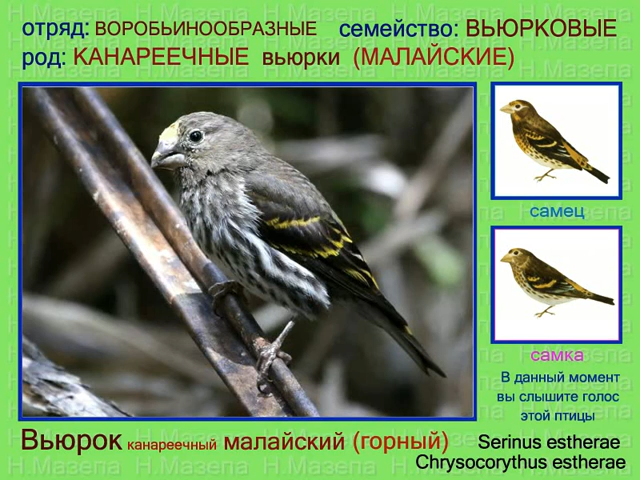 отряд: ВОРОБЬИНООБРАЗНЫЕ семейство: ВЬЮРКОВЫЕ
род: КАНАРЕЕЧНЫЕ вьюрки (МАЛАЙСКИЕ)
самец
самка
В данный момент
вы слышите голос
этой птицы
Вьюрок канареечный малайский (горный) Serinus estherae
Chrysocorythus estherae
Н.Мазепа